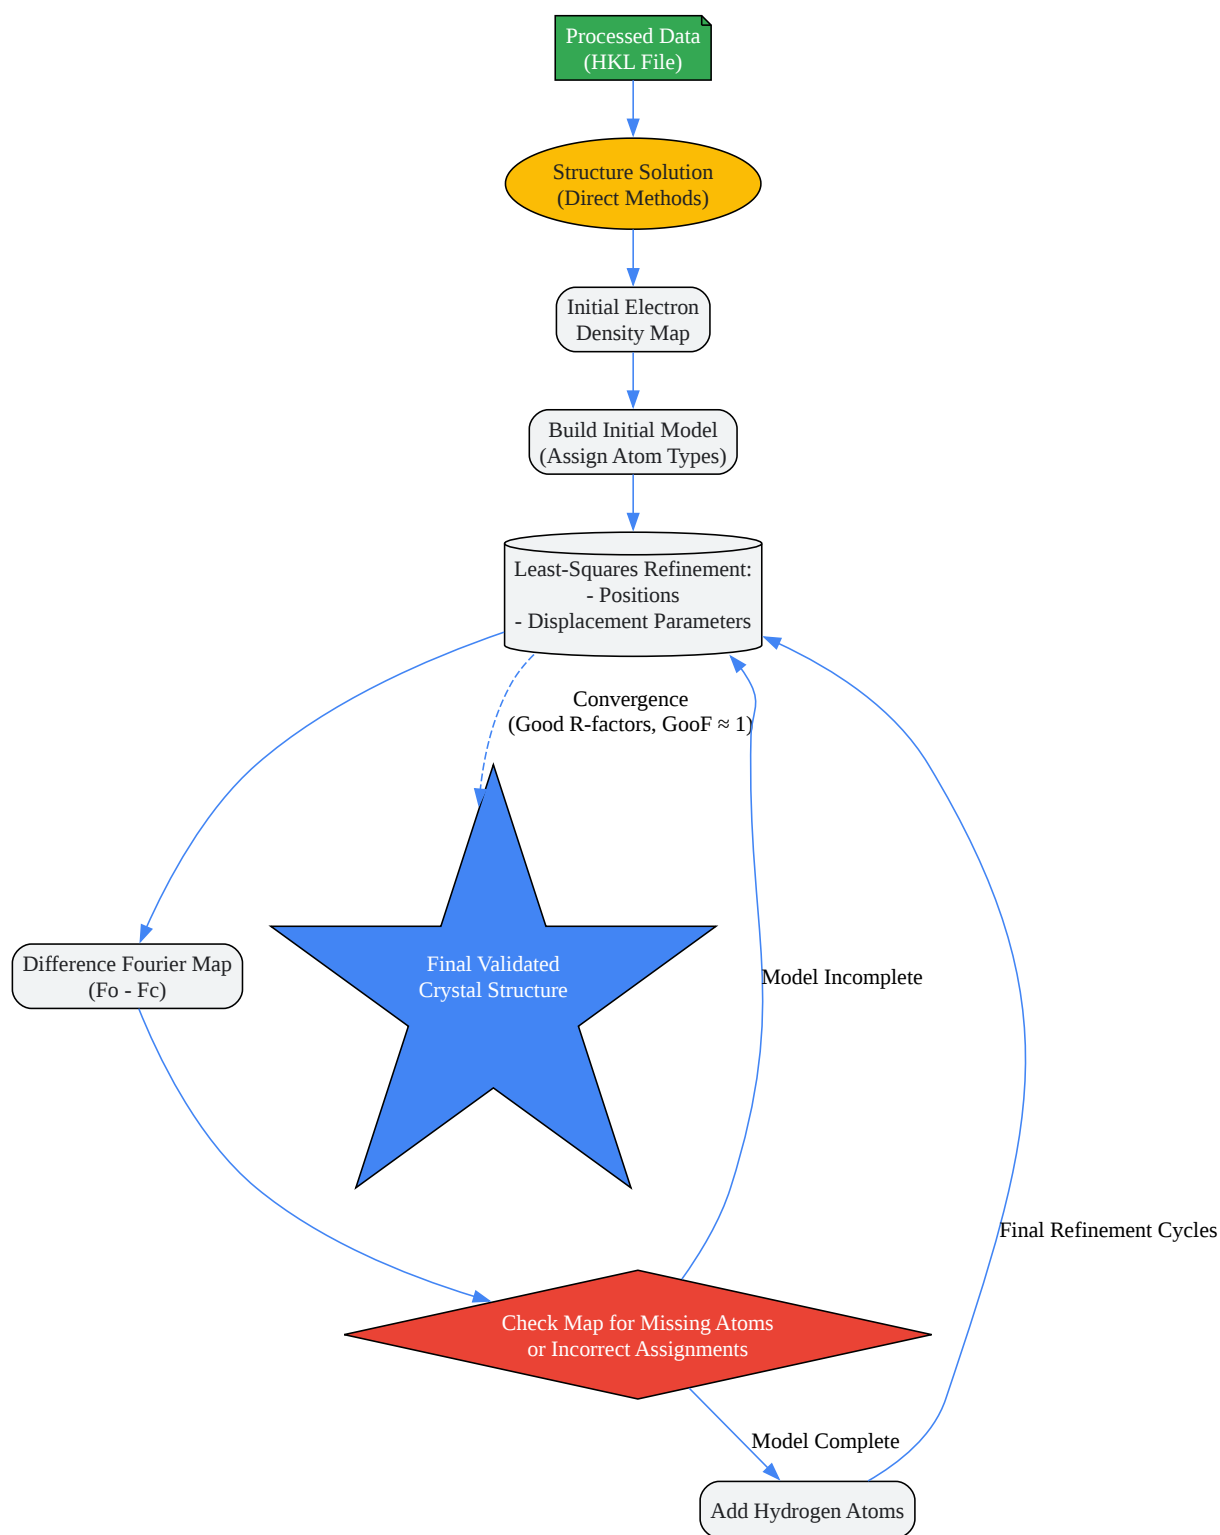 Processed Data
(HKL File)
Structure Solution
(Direct Methods)
Initial Electron
Density Map
Build Initial Model
(Assign Atom Types)
Least-Squares Refinement:
- Positions
- Displacement Parameters
Convergence
(Good R-factors, GooF ≈ 1)
Difference Fourier Map
(Fo - Fc)
Final Validated
Crystal Structure
Model Incomplete
Final Refinement Cycles
Check Map for Missing Atoms
or Incorrect Assignments
Model Complete
Add Hydrogen Atoms